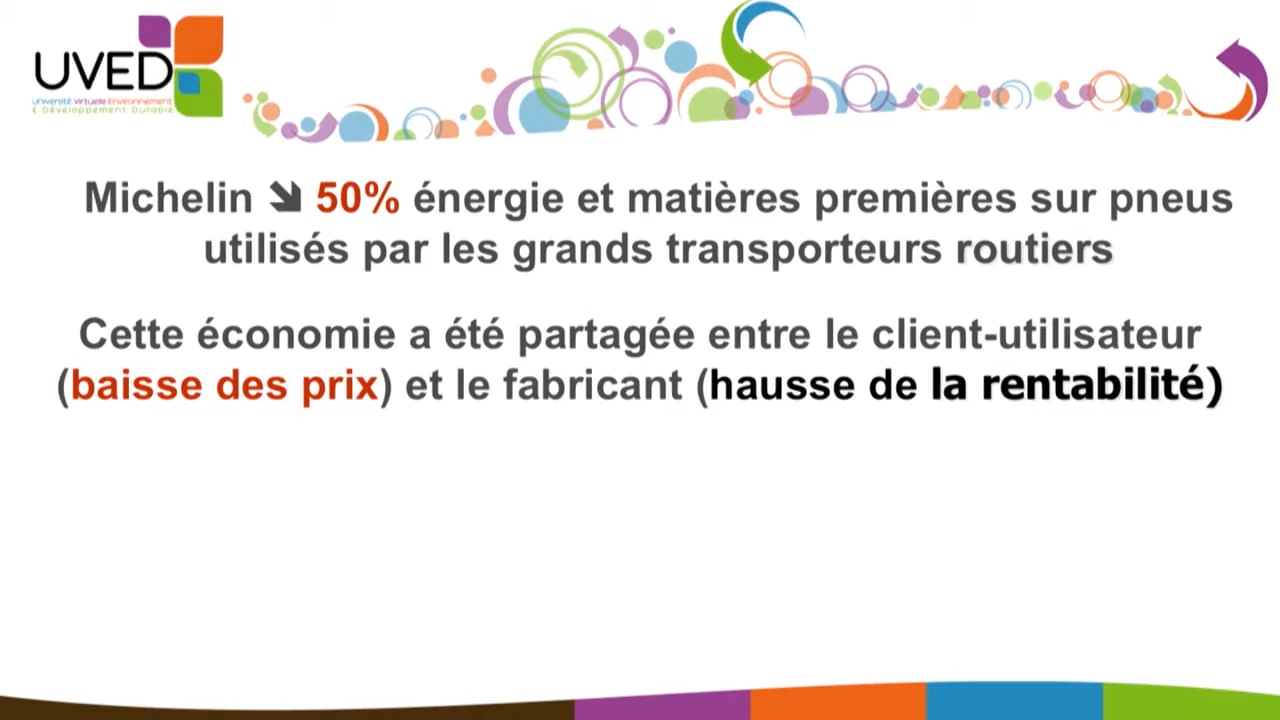 UVED
Université Virtuelle Environnement
& Développement Durable
Michelin ➘ 50% énergie et matières premières sur pneus
utilisés par les grands transporteurs routiers
Cette économie a été partagée entre le client-utilisateur
(baisse des prix) et le fabricant (hausse de la rentabilité)